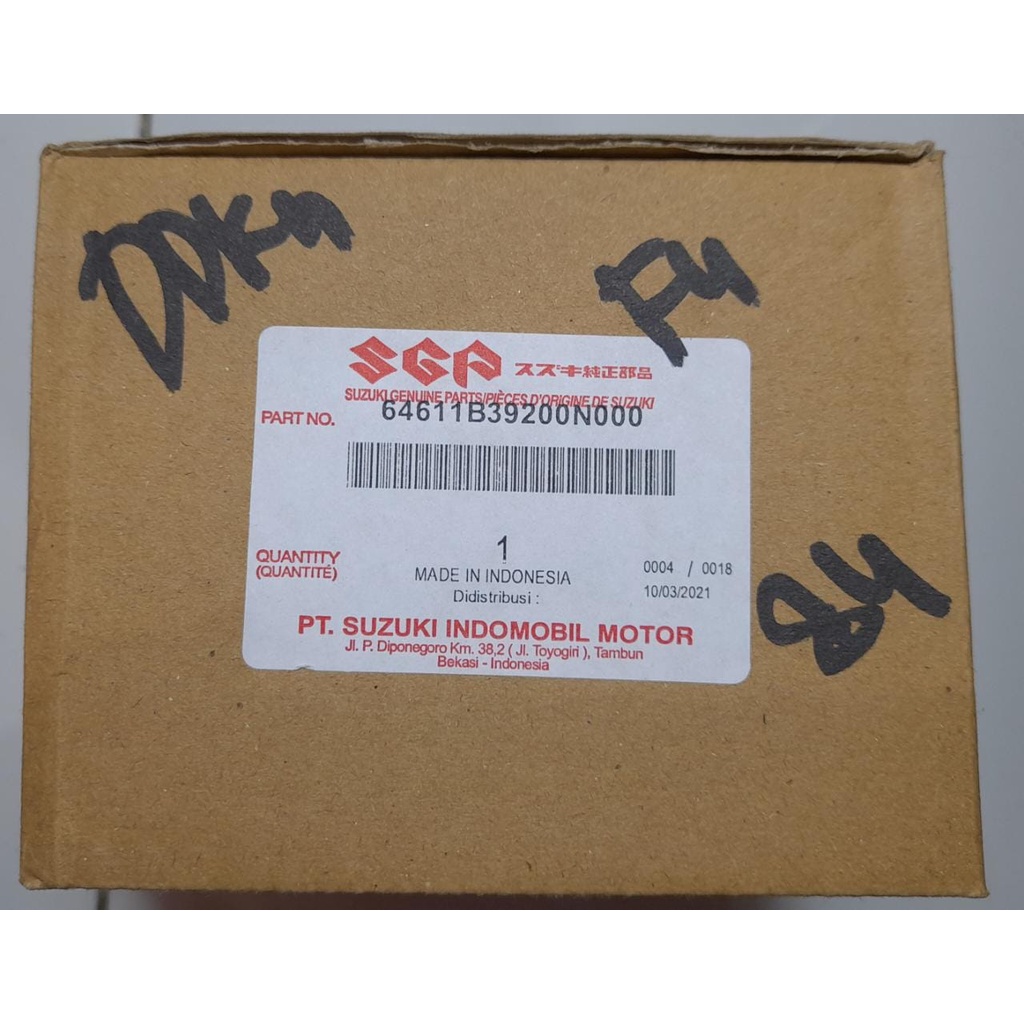 SGP スズキ純正部品
SUZUKI GENUINE PARTS/PIÈCES D'ORIGINE DE SUZUKI
PART NO. 64611B39200N000
QUANTITY 1
(QUANTITÉ) MADE IN INDONESIA 0004 / 0018
Didistribusi : 10/03/2021
PT. SUZUKI INDOMOBIL MOTOR
Jl. P. Diponegoro Km. 38,2 ( Jl. Toyogiri ), Tambun
Bekasi - Indonesia